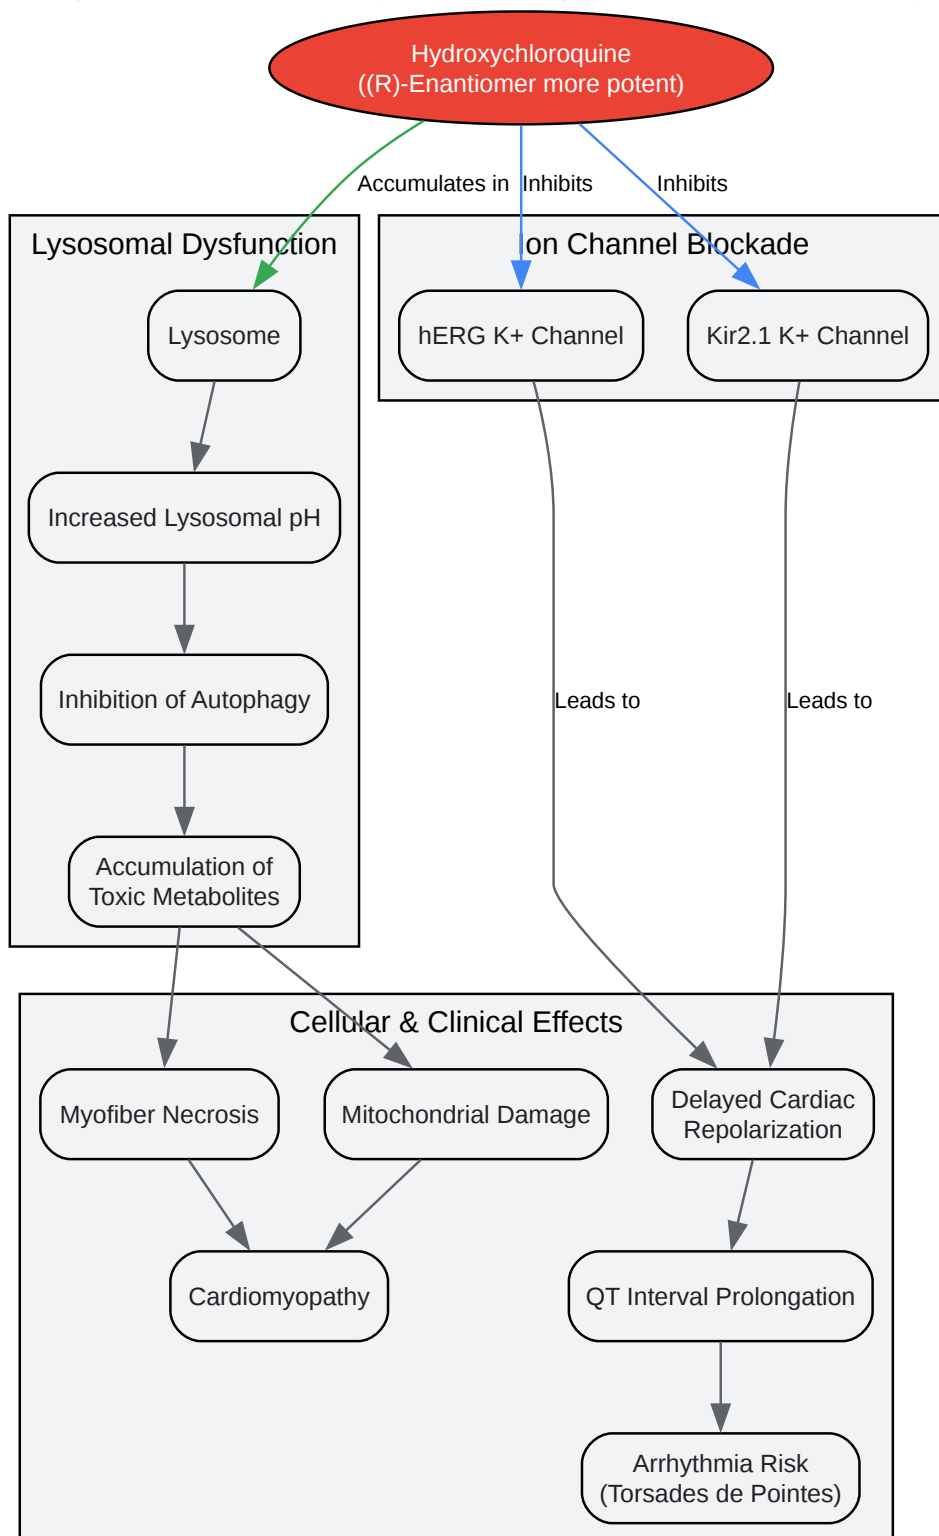 Hydroxychloroquine
((R)-Enantiomer more potent)
Accumulates in
Inhibits
Inhibits
Lysosomal Dysfunction
Ion Channel Blockade
Lysosome
hERG K+ Channel
Kir2.1 K+ Channel
Increased Lysosomal pH
Inhibition of Autophagy
Leads to
Leads to
Accumulation of
Toxic Metabolites
Cellular & Clinical Effects
Myofiber Necrosis
Mitochondrial Damage
Delayed Cardiac
Repolarization
Cardiomyopathy
QT Interval Prolongation
Arrhythmia Risk
(Torsades de Pointes)